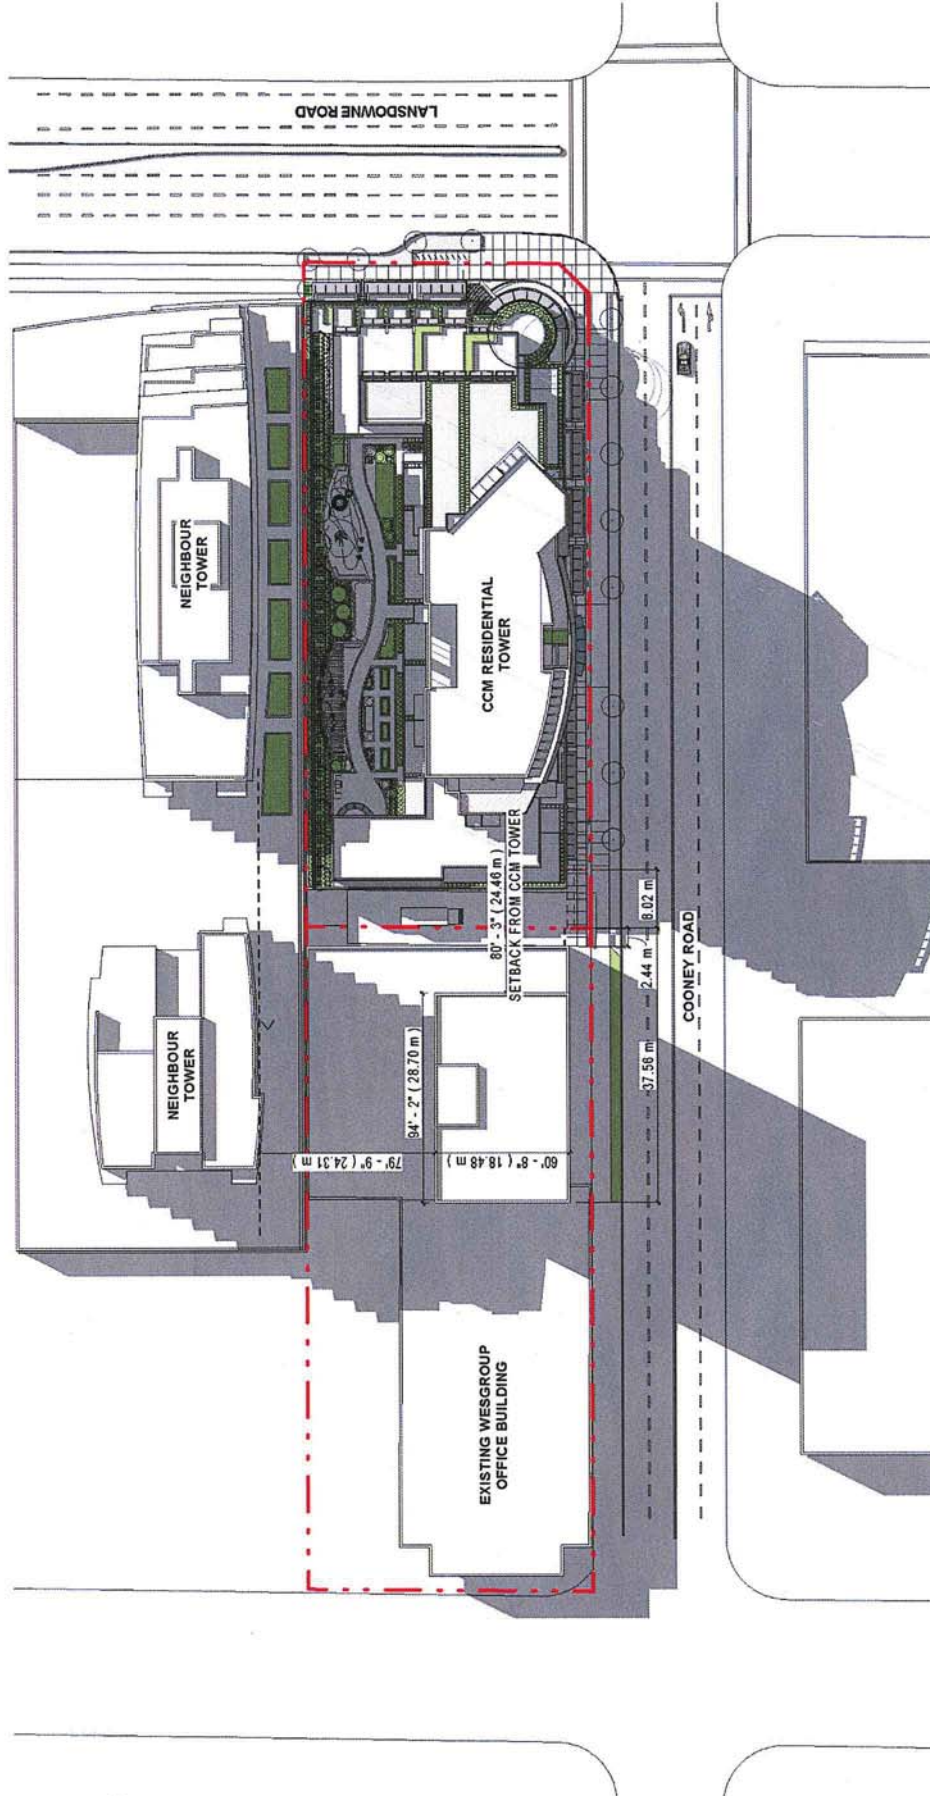 LANSDOWNE ROAD
NEIGHBOUR
TOWER
CCM RESIDENTIAL
TOWER
80' - 3" ( 24.46 m )
SETBACK FROM CCM TOWER
8.02 m
2.44 m
37.56 m
COONEY ROAD
NEIGHBOUR
TOWER
94' - 2" ( 28.70 m )
79' - 9" ( 24.31 m )
60' - 8" ( 18.48 m )
EXISTING WESGROUP
OFFICE BUILDING